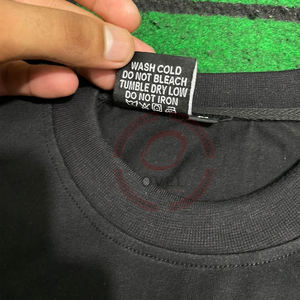 WASH COLD
DO NOT BLEACH
TUMBLE DRY LOW
DO NOT IRON